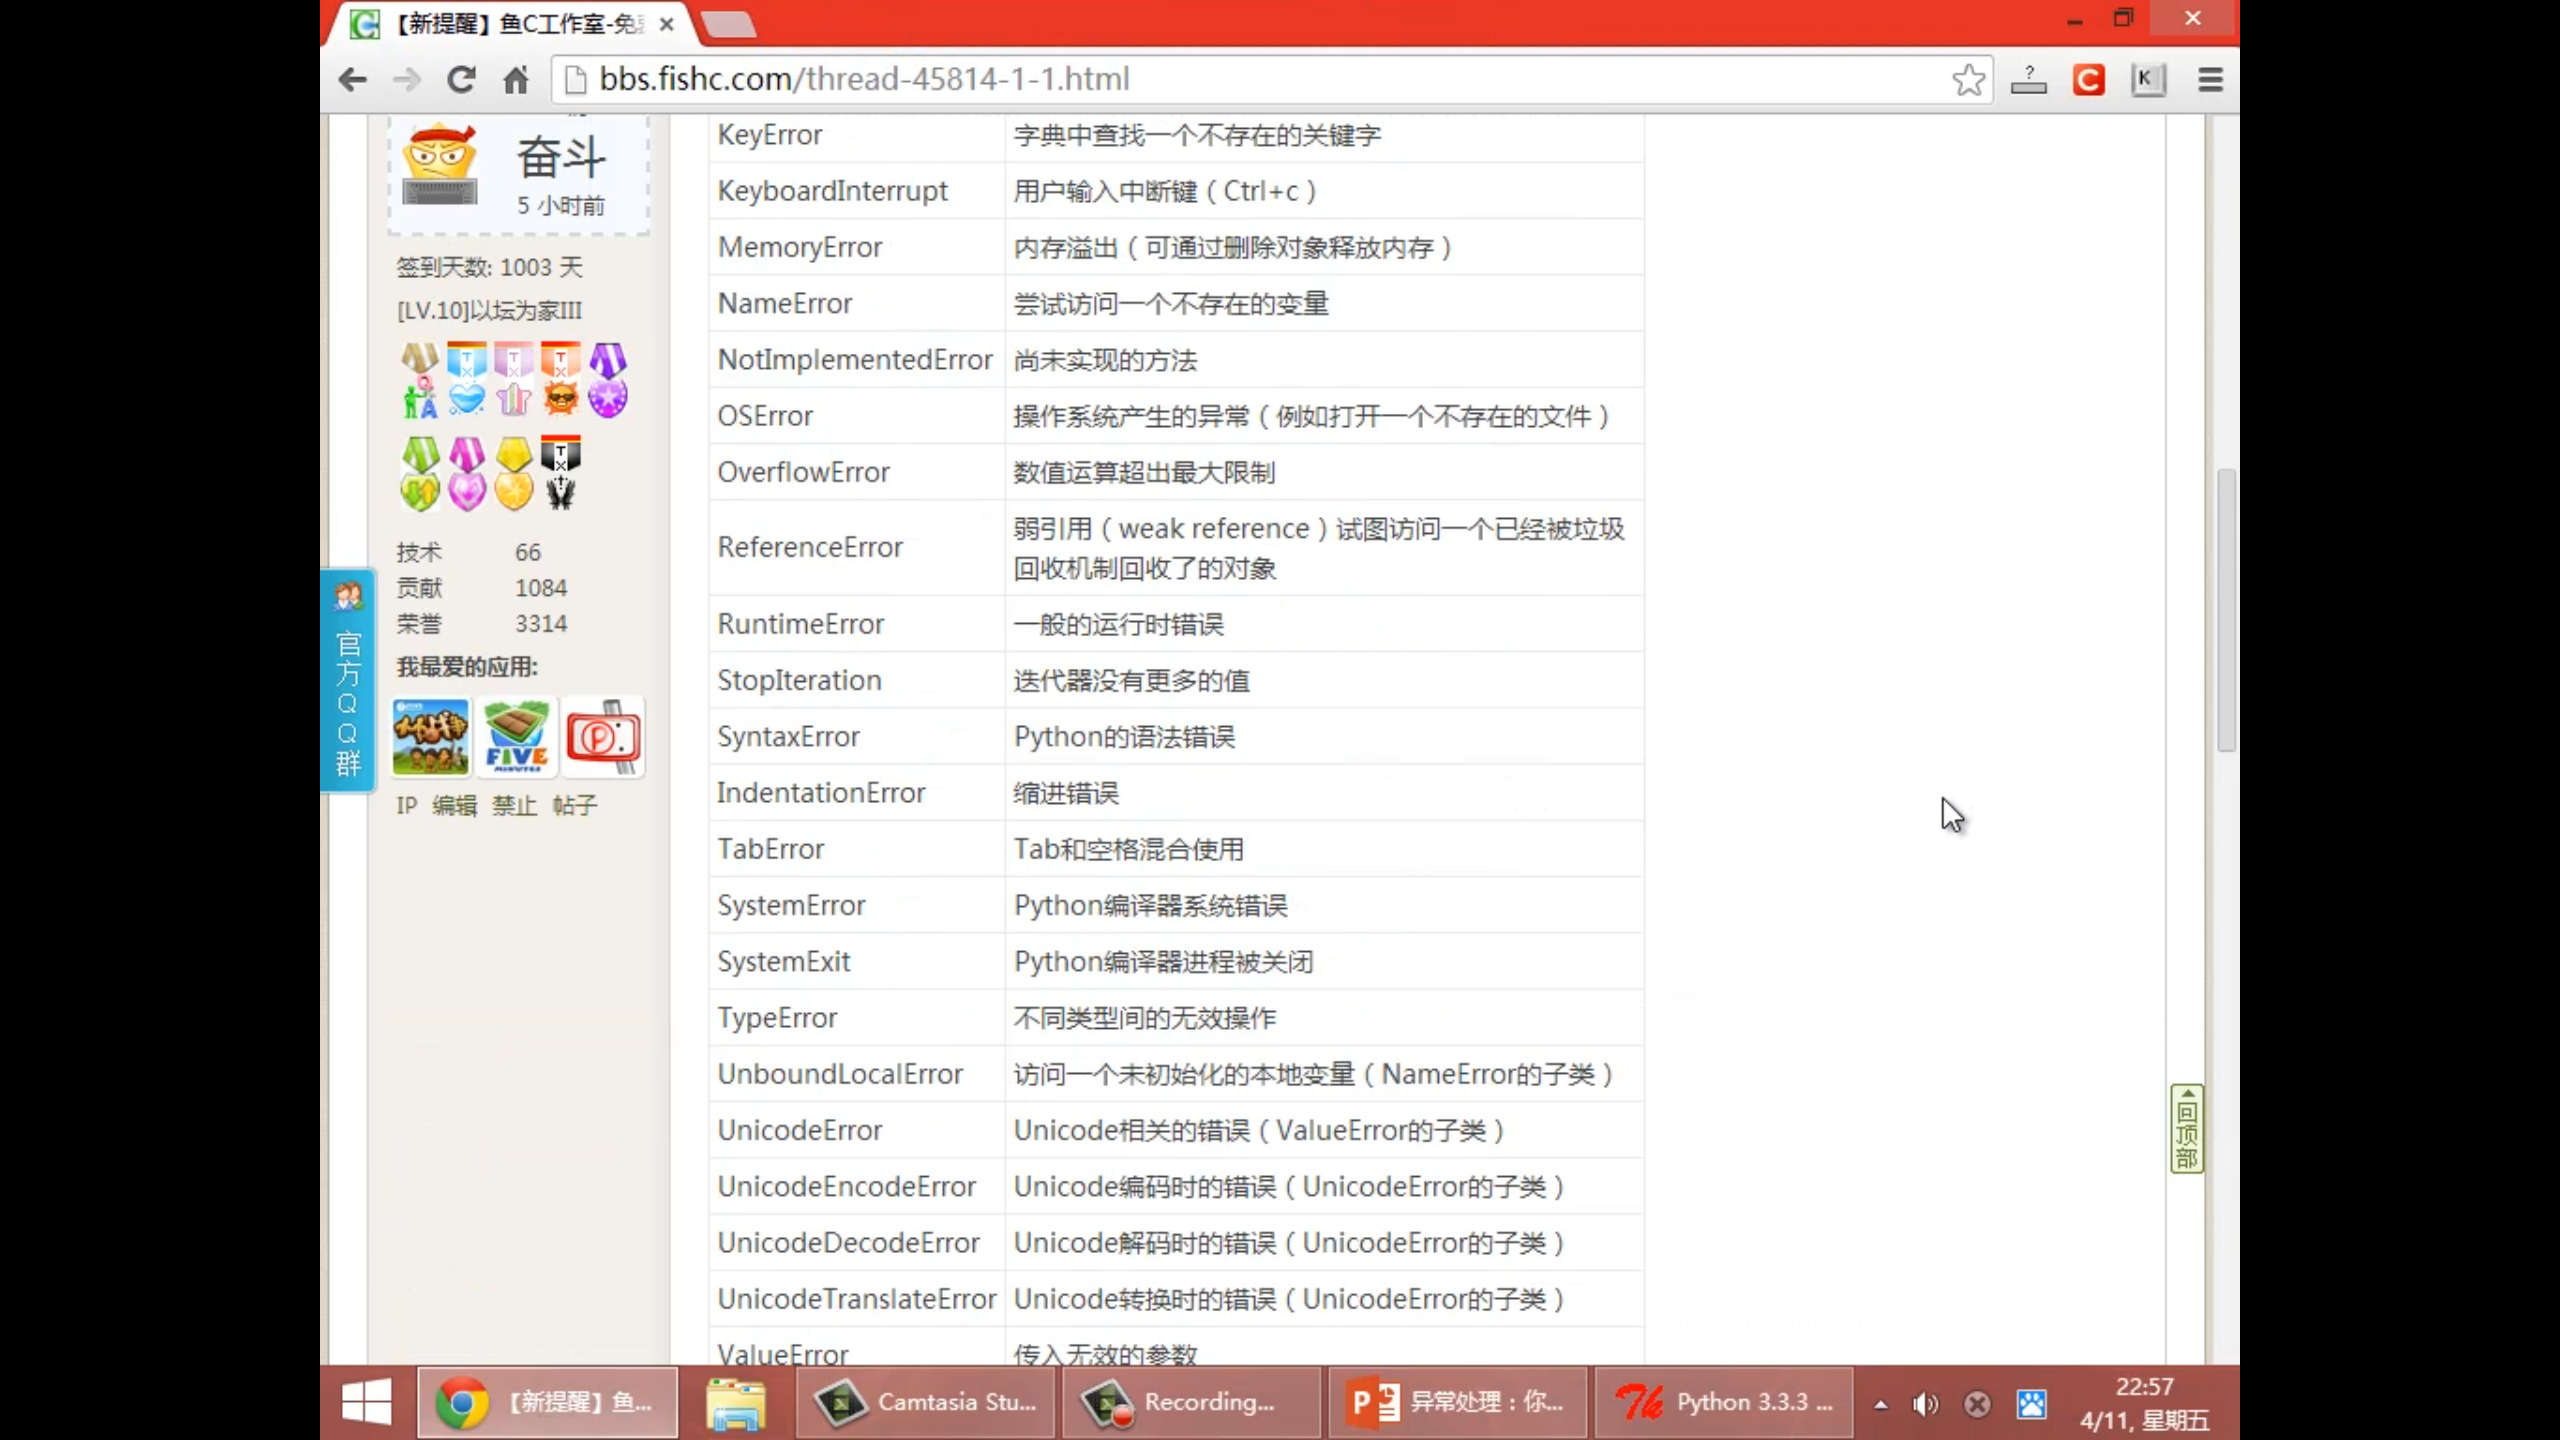 【新提醒】鱼C工作室-免
bbs.fishc.com/thread-45814-1-1.html
奋斗
5 小时前
签到天数: 1003 天
[LV.10]以坛为家III
技术 66
贡献 1084
荣誉 3314
我最爱的应用:
FIVE
MINUTES
IP 编辑 禁止 帖子
官方QQ群
KeyError 字典中查找一个不存在的关键字
KeyboardInterrupt 用户输入中断键（Ctrl+c）
MemoryError 内存溢出（可通过删除对象释放内存）
NameError 尝试访问一个不存在的变量
NotImplementedError 尚未实现的方法
OSError 操作系统产生的异常（例如打开一个不存在的文件）
OverflowError 数值运算超出最大限制
ReferenceError 弱引用（weak reference）试图访问一个已经被垃圾
回收机制回收了的对象
RuntimeError 一般的运行时错误
StopIteration 迭代器没有更多的值
SyntaxError Python的语法错误
IndentationError 缩进错误
TabError Tab和空格混合使用
SystemError Python编译器系统错误
SystemExit Python编译器进程被关闭
TypeError 不同类型间的无效操作
UnboundLocalError 访问一个未初始化的本地变量（NameError的子类）
UnicodeError Unicode相关的错误（ValueError的子类）
UnicodeEncodeError Unicode编码时的错误（UnicodeError的子类）
UnicodeDecodeError Unicode解码时的错误（UnicodeError的子类）
UnicodeTranslateError Unicode转换时的错误（UnicodeError的子类）
ValueError 传入无效的参数
回顶部
【新提醒】鱼...
Camtasia Stu...
Recording...
异常处理：你...
Python 3.3.3 ...
22:57
4/11, 星期五